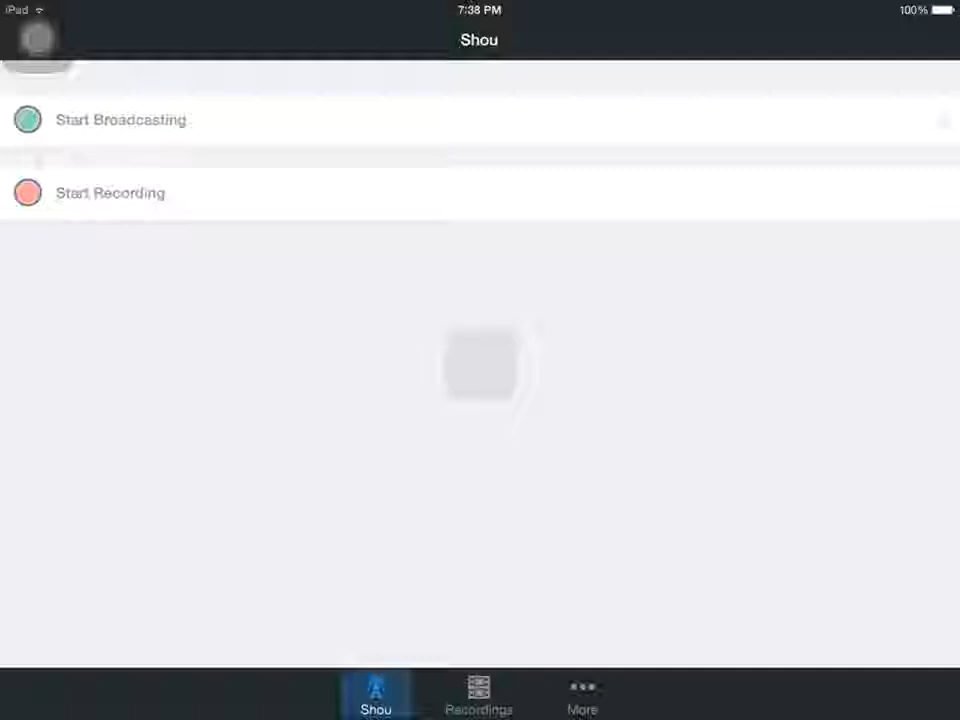 iPad
7:38 PM
100%
Shou
Start Broadcasting
Start Recording
Shou
Recordings
More